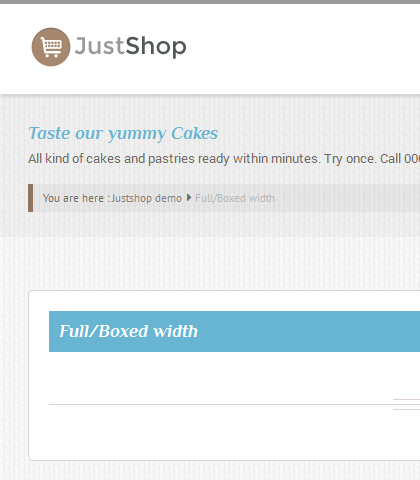 JustShop
Taste our yummy Cakes
All kind of cakes and pastries ready within minutes. Try once. Call 000
You are here : Justshop demo Full/Boxed width
Full/Boxed width